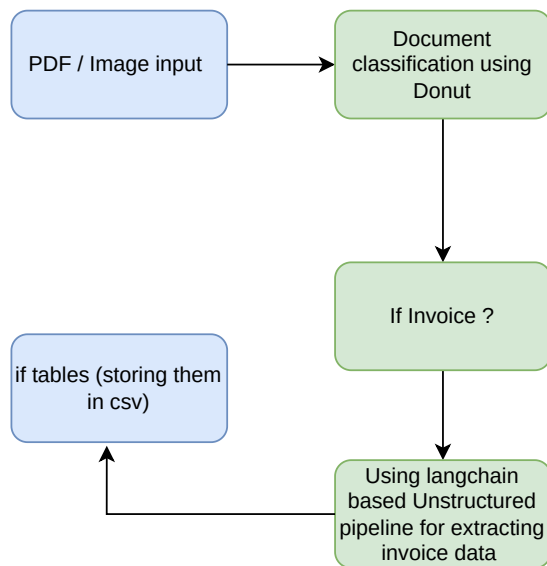 PDF / Image input
Document
classification using
Donut
If Invoice ?
if tables (storing them
in csv)
Using langchain
based Unstructured
pipeline for extracting
invoice data